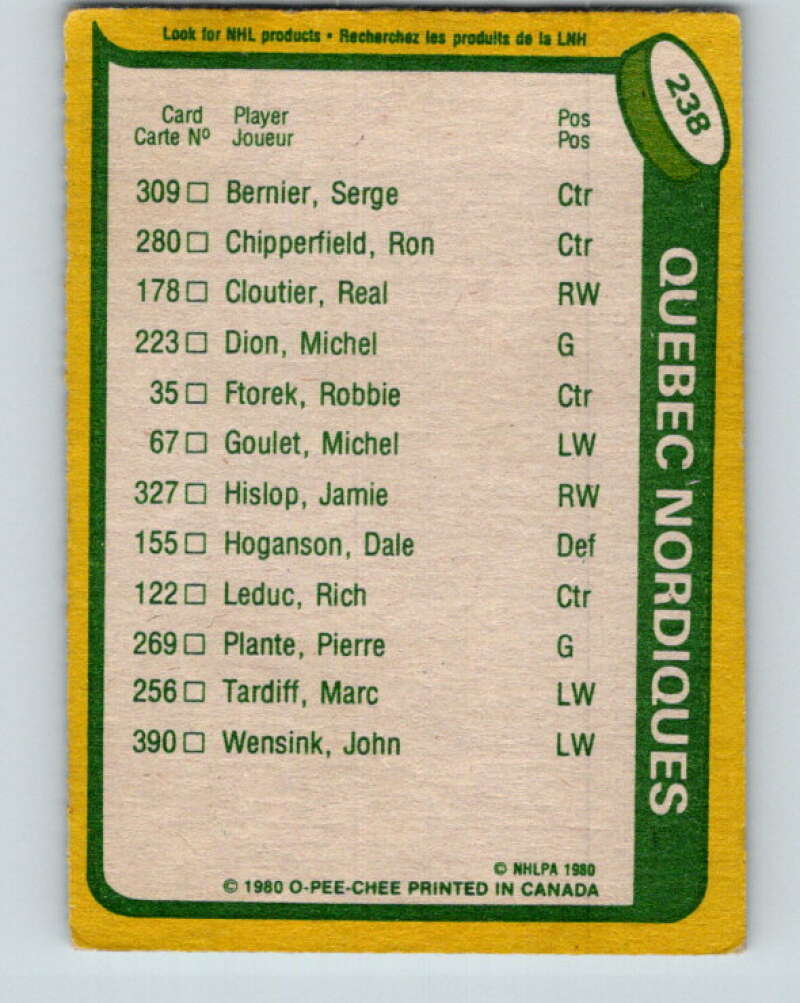 Look for NHL products • Recherchez les produits de la LNH
238
Card Player Pos
Carte Nº Joueur Pos
309 □ Bernier, Serge Ctr
280 □ Chipperfield, Ron Ctr
178 □ Cloutier, Real RW
223 □ Dion, Michel G
35 □ Ftorek, Robbie Ctr
67 □ Goulet, Michel LW
327 □ Hislop, Jamie RW
155 □ Hoganson, Dale Def
122 □ Leduc, Rich Ctr
269 □ Plante, Pierre G
256 □ Tardiff, Marc LW
390 □ Wensink, John LW
QUEBEC NORDIQUES
© NHLPA 1980
© 1980 O-PEE-CHEE PRINTED IN CANADA